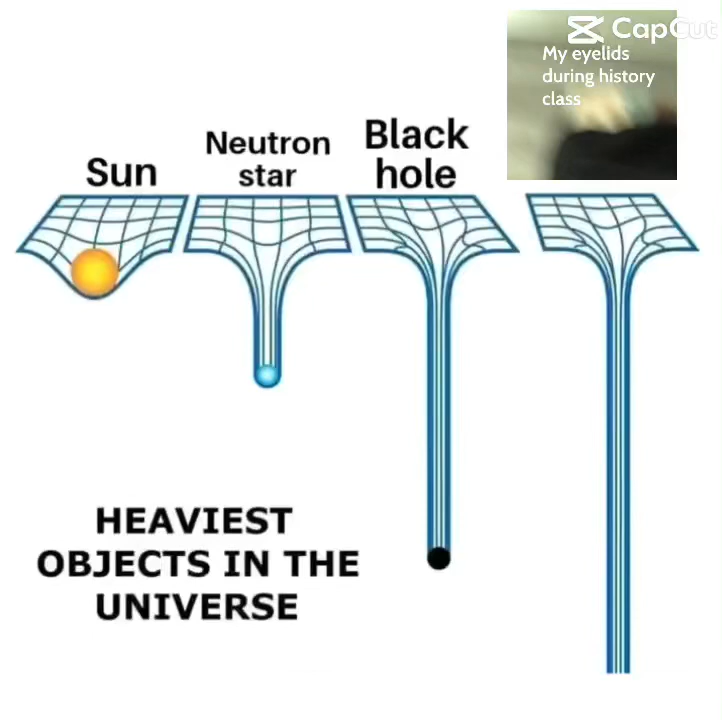 CapCut
My eyelids
during history
class
Sun
Neutron
star
Black
hole
HEAVIEST
OBJECTS IN THE
UNIVERSE